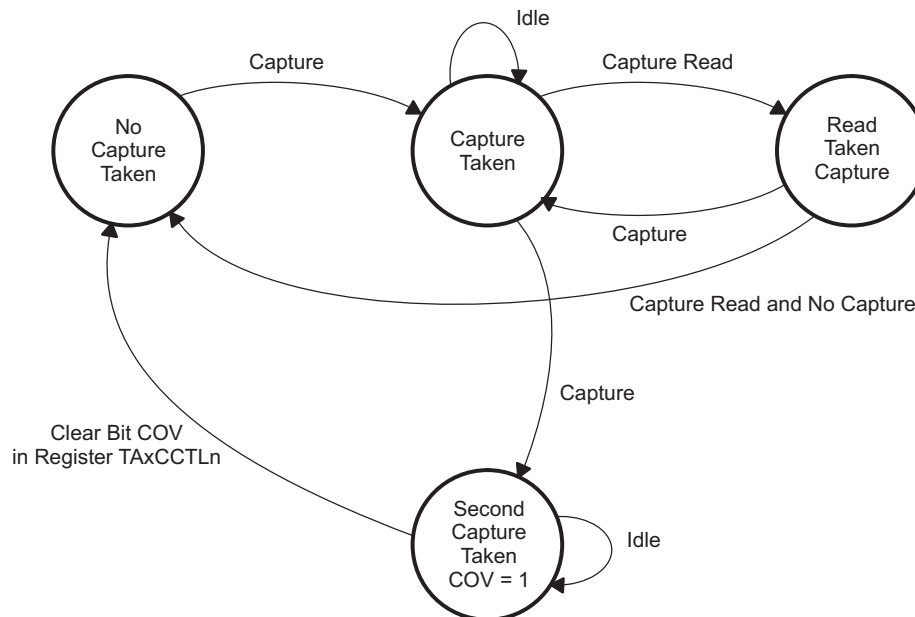 Idle
Capture
Capture Read
No
Capture
Taken
Capture
Taken
Read
Taken
Capture
Capture
Capture Read and No Capture
Capture
Clear Bit COV
in Register TAxCCTLn
Second
Capture
Taken
COV = 1
Idle